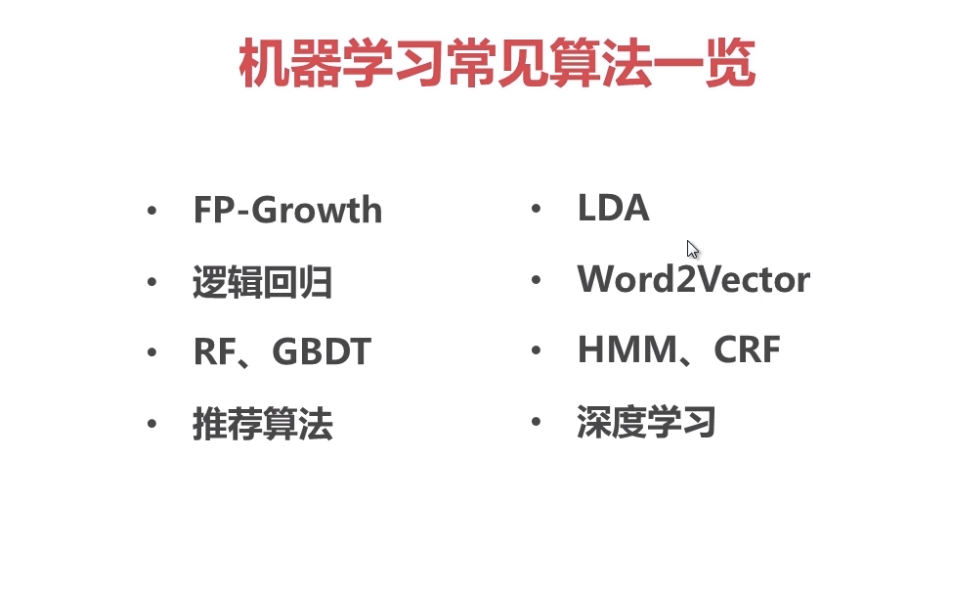 机器学习常见算法一览
• FP-Growth
• 逻辑回归
• RF、GBDT
• 推荐算法
• LDA
• Word2Vector
• HMM、CRF
• 深度学习